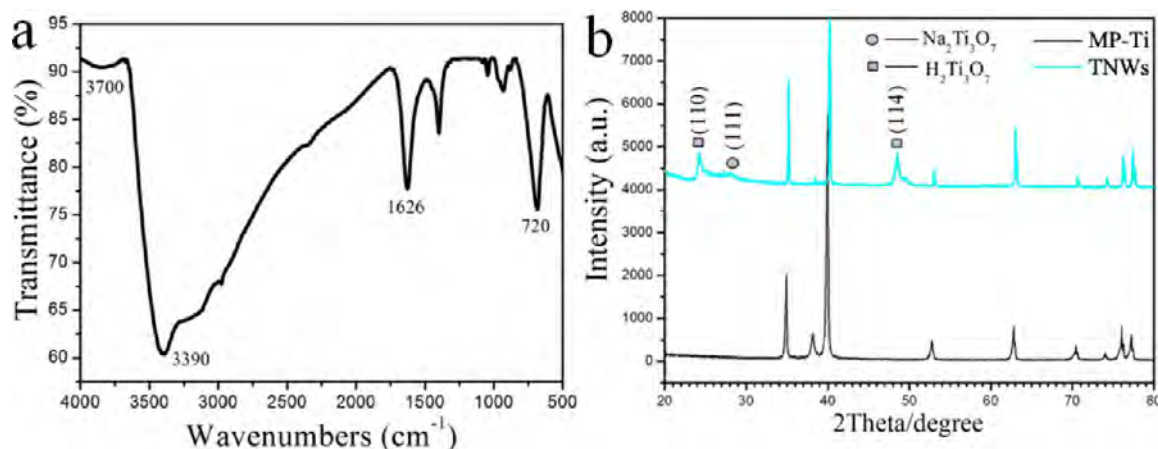 a
95
90
85
80
75
70
65
60
Transmittance (%)
3700
3390
1626
720
4000 3500 3000 2500 2000 1500 1000 500
Wavenumbers (cm⁻¹)
b
8000
7000
6000
5000
4000
3000
2000
1000
0
Intensity (a.u.)
Na₂Ti₃O₇
H₂Ti₃O₇
MP-Ti
TNWs
(110)
(111)
(114)
20 30 40 50 60 70 80
2Theta/degree